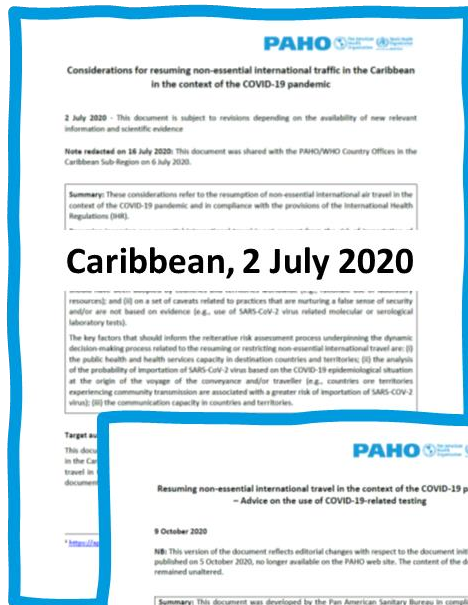 PAHO
Considerations for resuming non-essential international traffic in the Caribbean
in the context of the COVID-19 pandemic
2 July 2020 - This document is subject to revisions depending on the availability of new relevant
information and scientific evidence
Note redacted on 16 July 2020: This document was shared with the PAHO/WHO Country Offices in the
Caribbean Sub-Region on 6 July 2020.
Summary: These considerations refer to the resumption of non-essential international air travel in the
context of the COVID-19 pandemic and in compliance with the provisions of the International Health
Regulations (IHR).
Caribbean, 2 July 2020
resources); and (ii) on a set of caveats related to practices that are nurturing a false sense of security
and/or are not based on evidence (e.g., use of SARS-CoV-2 virus related molecular or serological
laboratory tests).
The key factors that should inform the reiterative risk assessment process underpinning the dynamic
decision-making process related to the resuming or restricting non-essential international travel are: (i)
the public health and health services capacity in destination countries and territories; (ii) the analysis
of the probability of importation of SARS-CoV-2 virus based on the COVID-19 epidemiological situation
at the origin of the voyage of the conveyance and/or traveller (e.g., countries ore territories
experiencing community transmission are associated with a greater risk of importation of SARS-COV-2
virus); (iii) the communication capacity in countries and territories.
Target au
This docu
in the Car
travel in
document
PAHO
Resuming non-essential international travel in the context of the COVID-19 p
– Advice on the use of COVID-19-related testing
9 October 2020
NB: This version of the document reflects editorial changes with respect to the document init
published on 5 October 2020, no longer available on the PAHO web site. The content of the d
remained unaltered.
Summary: This document was developed by the Pan American Sanitary Bureau in compl